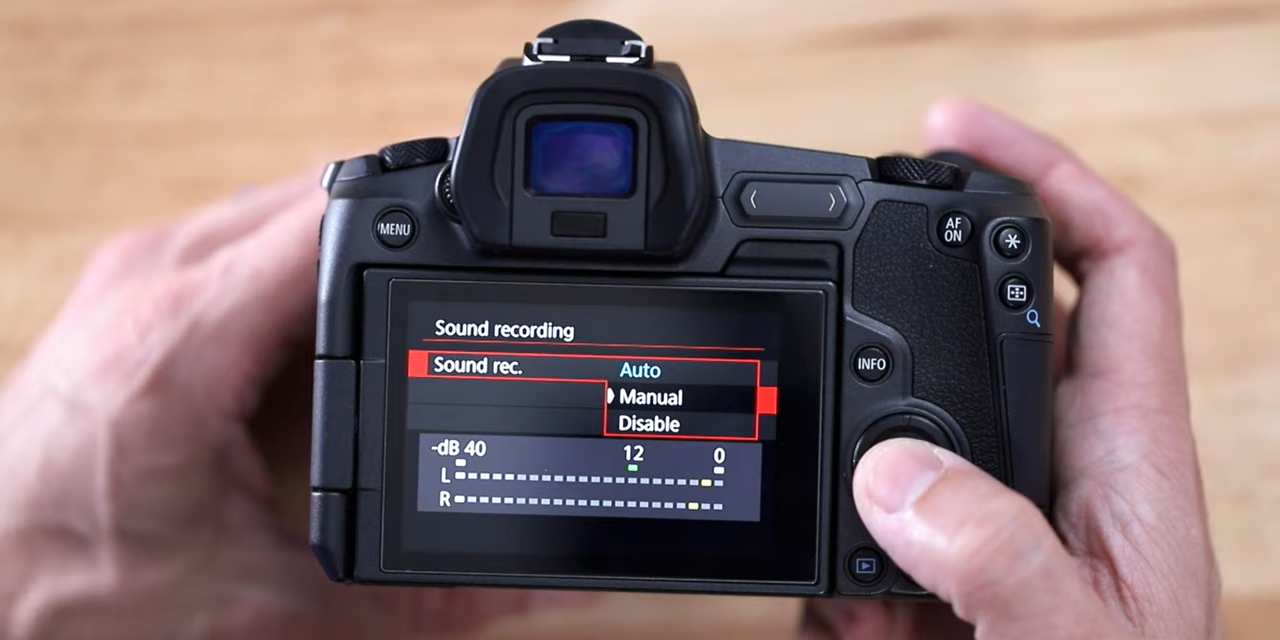 MENU
AF
ON
INFO
Sound recording
Sound rec. Auto
Manual
Disable
-dB 40 12 0
L
R